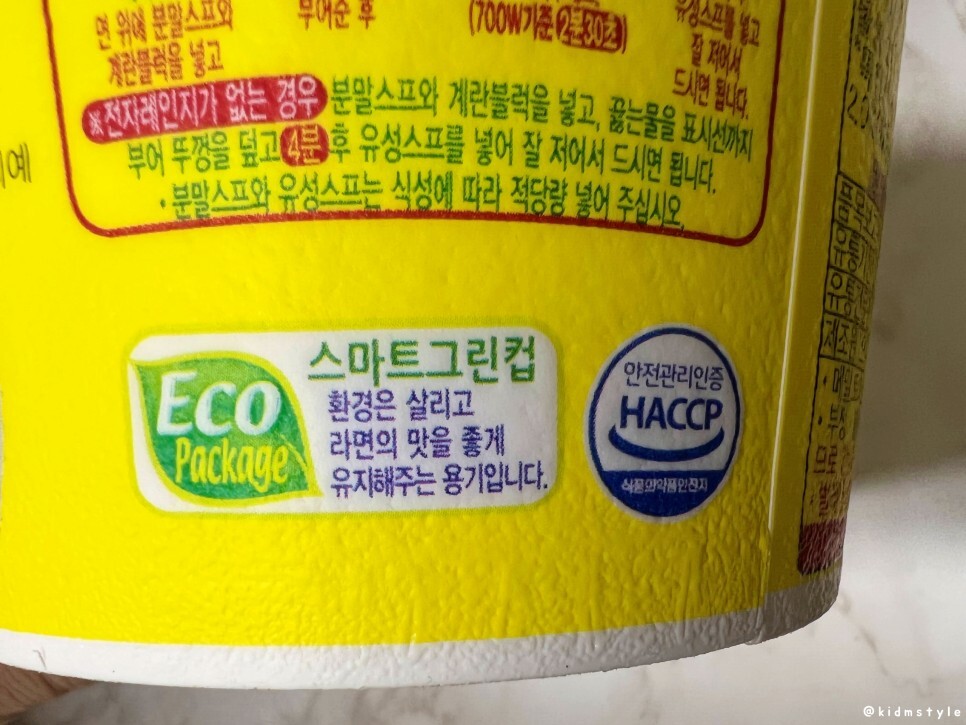 면 위에 분말스프와
계란블럭을 넣고
부어준 후
(700W기준 2분30초)
유성스프를 넣고
잘 저어서
드시면 됩니다.
※전자레인지가 없는 경우 분말스프와 계란블럭을 넣고, 끓는물을 표시선까지
부어 뚜껑을 덮고 4분 후 유성스프를 넣어 잘 저어서 드시면 됩니다.
· 분말스프와 유성스프는 식성에 따라 적당량 넣어 주십시오.
Eco
Package
스마트그린컵
환경은 살리고
라면의 맛을 좋게
유지해주는 용기입니다.
안전관리인증
HACCP
식품의약품안전처
@kidmstyle